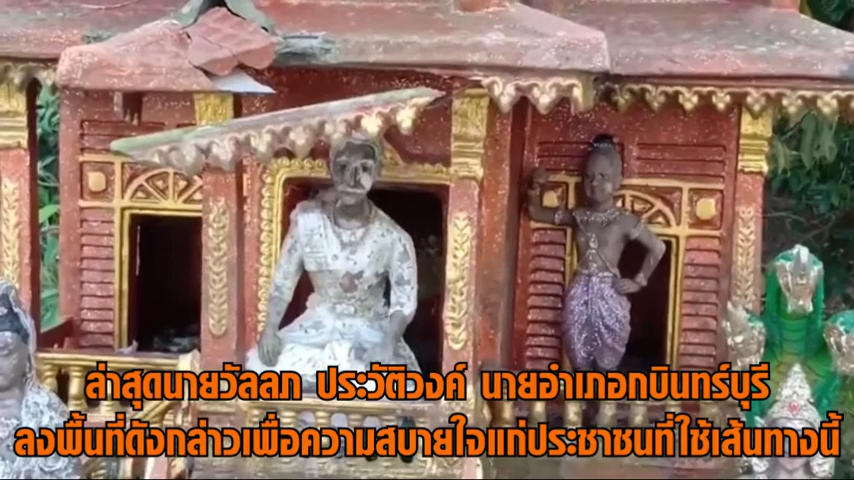 ล่าสุดนายวัลลภ ประวัติวงค์ นายอำเภอกบินทร์บุรี
ลงพื้นที่ดังกล่าวเพื่อความสบายใจแก่ประชาชนที่ใช้เส้นทางนี้